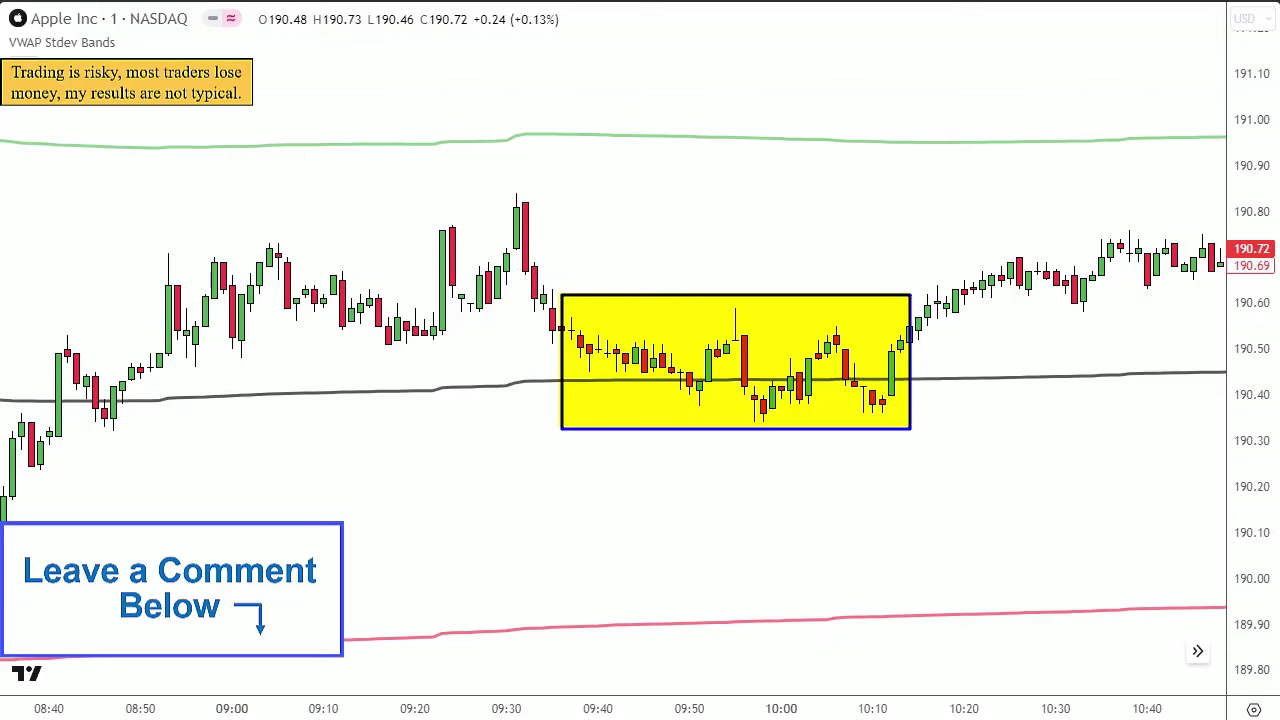 Apple Inc · 1 · NASDAQ
O190.48 H190.73 L190.46 C190.72 +0.24 (+0.13%)
USD
VWAP Stdev Bands
Trading is risky, most traders lose
money, my results are not typical.
191.10
191.00
190.90
190.80
190.72
190.69
190.60
190.50
190.40
190.30
190.20
190.10
190.00
189.90
189.80
Leave a Comment
Below
08:40 08:50 09:00 09:10 09:20 09:30 09:40 09:50 10:00 10:10 10:20 10:30 10:40